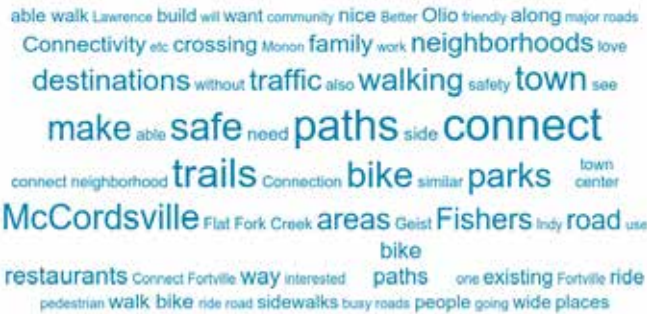 able walk Lawrence build will want community nice Better Olio friendly along major roads
Connectivity etc crossing Monon family work neighborhoods love
destinations without traffic also walking safety town see
make able safe need paths side connect
connect neighborhood trails Connection bike similar parks town center
McCordsville Flat Fork Creek areas Geist Fishers Indy road use
restaurants Connect Fortville way interested bike paths one existing Fortville ride
pedestrian walk bike ride road sidewalks busy roads people going wide places